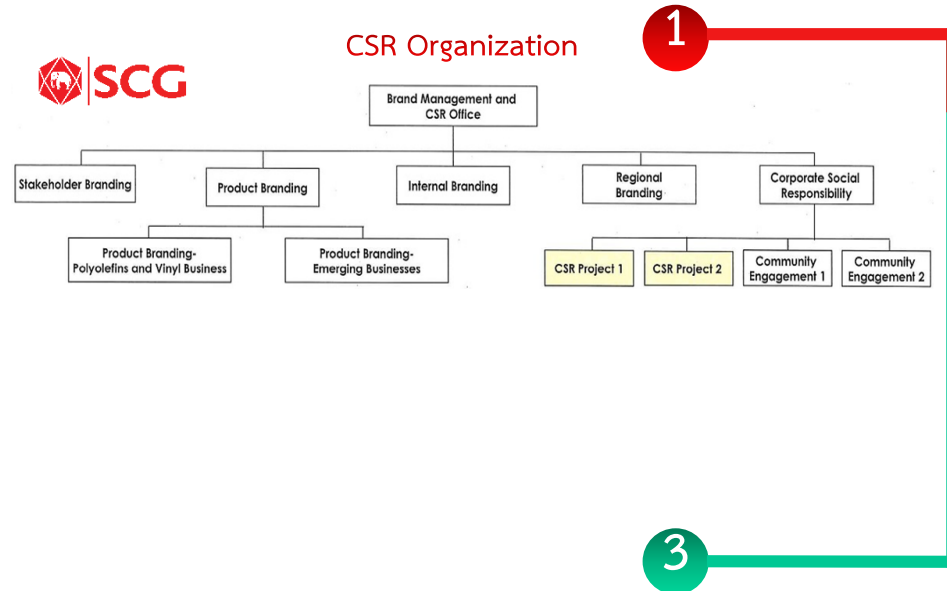 CSR Organization
1
SCG
Brand Management and
CSR Office
Stakeholder Branding
Product Branding
Internal Branding
Regional
Branding
Corporate Social
Responsibility
Product Branding-
Polyolefins and Vinyl Business
Product Branding-
Emerging Businesses
CSR Project 1
CSR Project 2
Community
Engagement 1
Community
Engagement 2
3